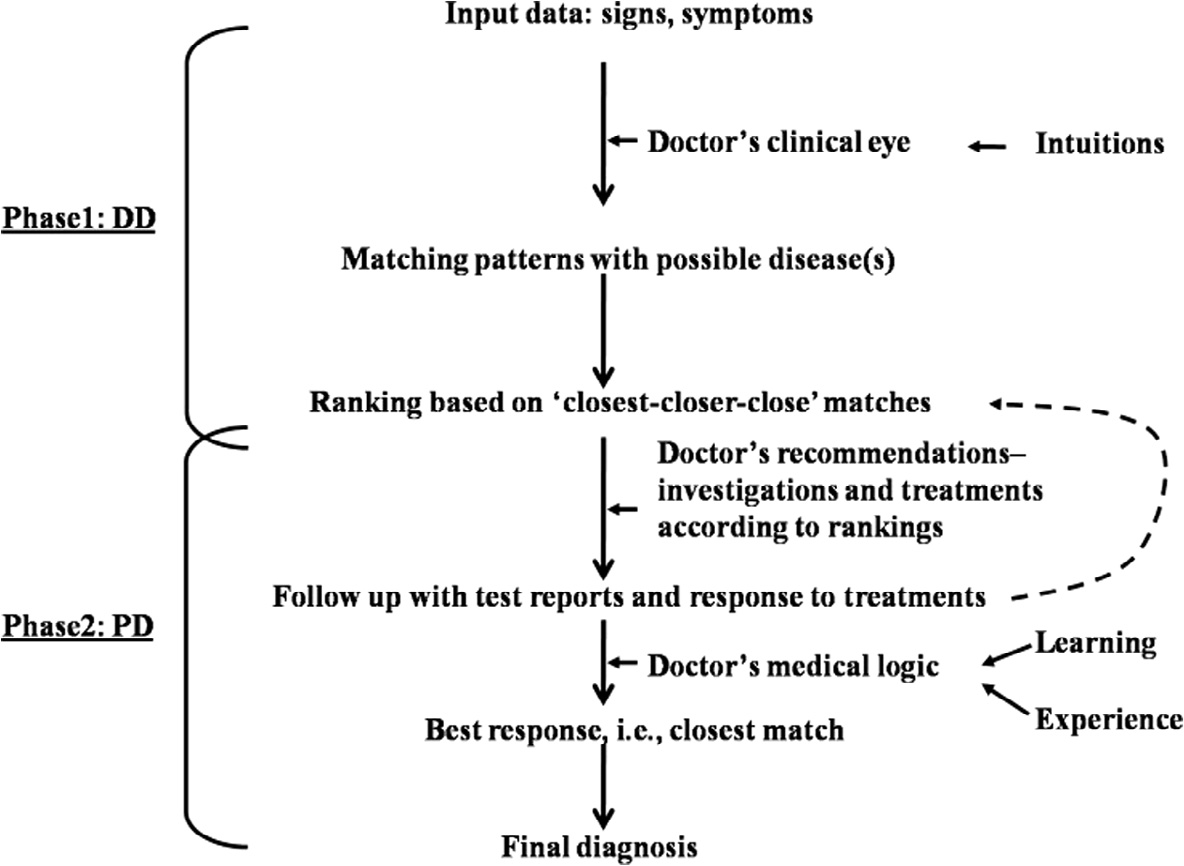 Input data: signs, symptoms
Doctor's clinical eye
Intuitions
Phase1: DD
Matching patterns with possible disease(s)
Ranking based on ‘closest-closer-close’ matches
Doctor's recommendations–
investigations and treatments
according to rankings
Follow up with test reports and response to treatments
Phase2: PD
Learning
Doctor's medical logic
Experience
Best response, i.e., closest match
Final diagnosis